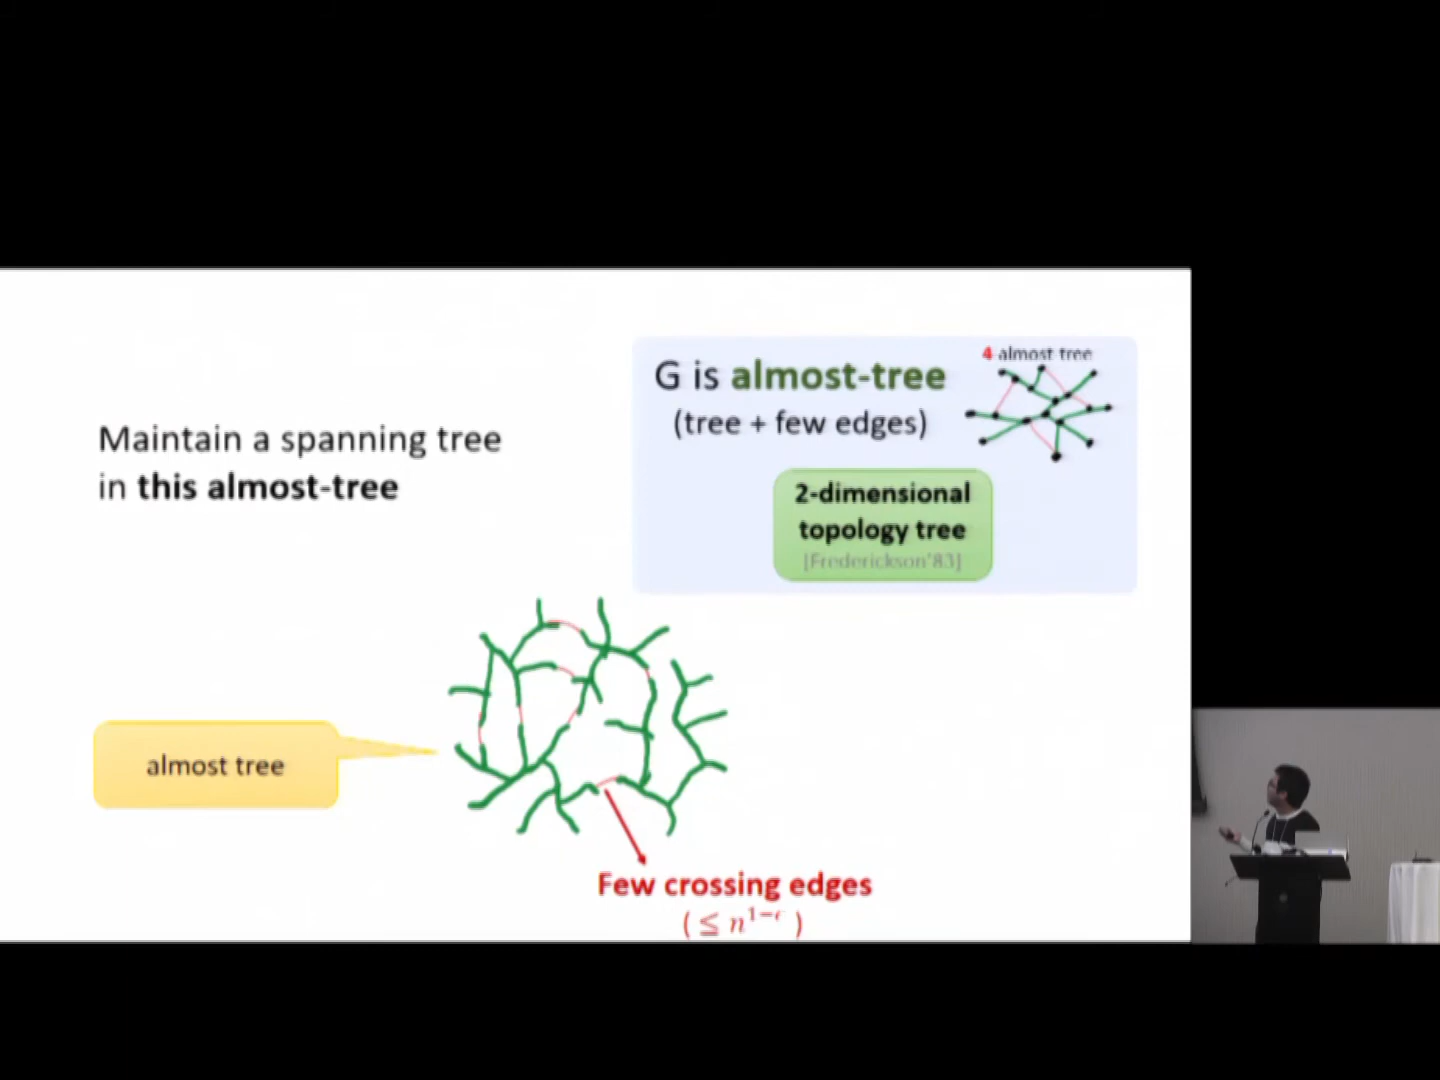 Maintain a spanning tree
in this almost-tree
G is almost-tree
(tree + few edges)
4 almost tree
2-dimensional
topology tree
[Frederickson'83]
almost tree
Few crossing edges
( ≤ n^{1-ϵ} )